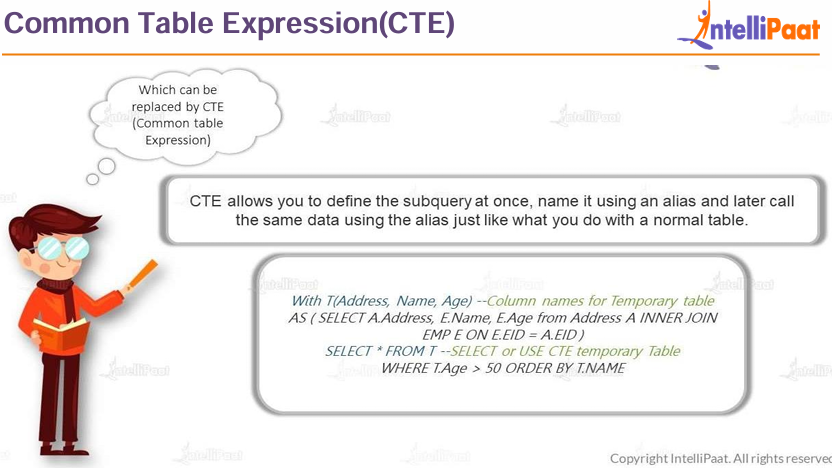 Common Table Expression(CTE)
IntelliPaat
Which can be
replaced by CTE
(Common table
Expression)
CTE allows you to define the subquery at once, name it using an alias and later call
the same data using the alias just like what you do with a normal table.
With T(Address, Name, Age) --Column names for Temporary table
AS ( SELECT A.Address, E.Name, E.Age from Address A INNER JOIN
EMP E ON E.EID = A.EID )
SELECT * FROM T --SELECT or USE CTE temporary Table
WHERE T.Age > 50 ORDER BY T.NAME
Copyright IntelliPaat. All rights reserved